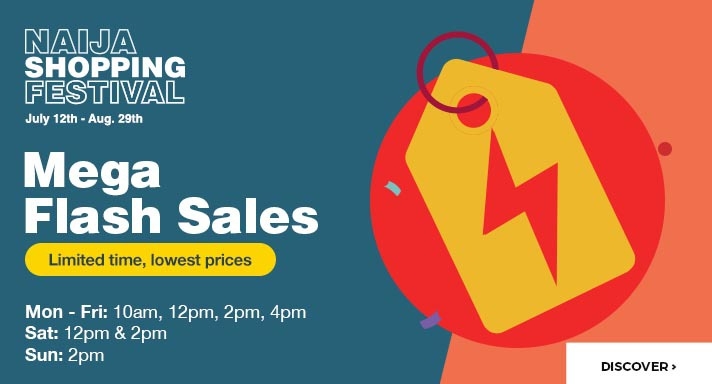 NAIJA
SHOPPING
FESTIVAL
July 12th - Aug. 29th
Mega
Flash Sales
Limited time, lowest prices
Mon - Fri: 10am, 12pm, 2pm, 4pm
Sat: 12pm & 2pm
Sun: 2pm
DISCOVER ›